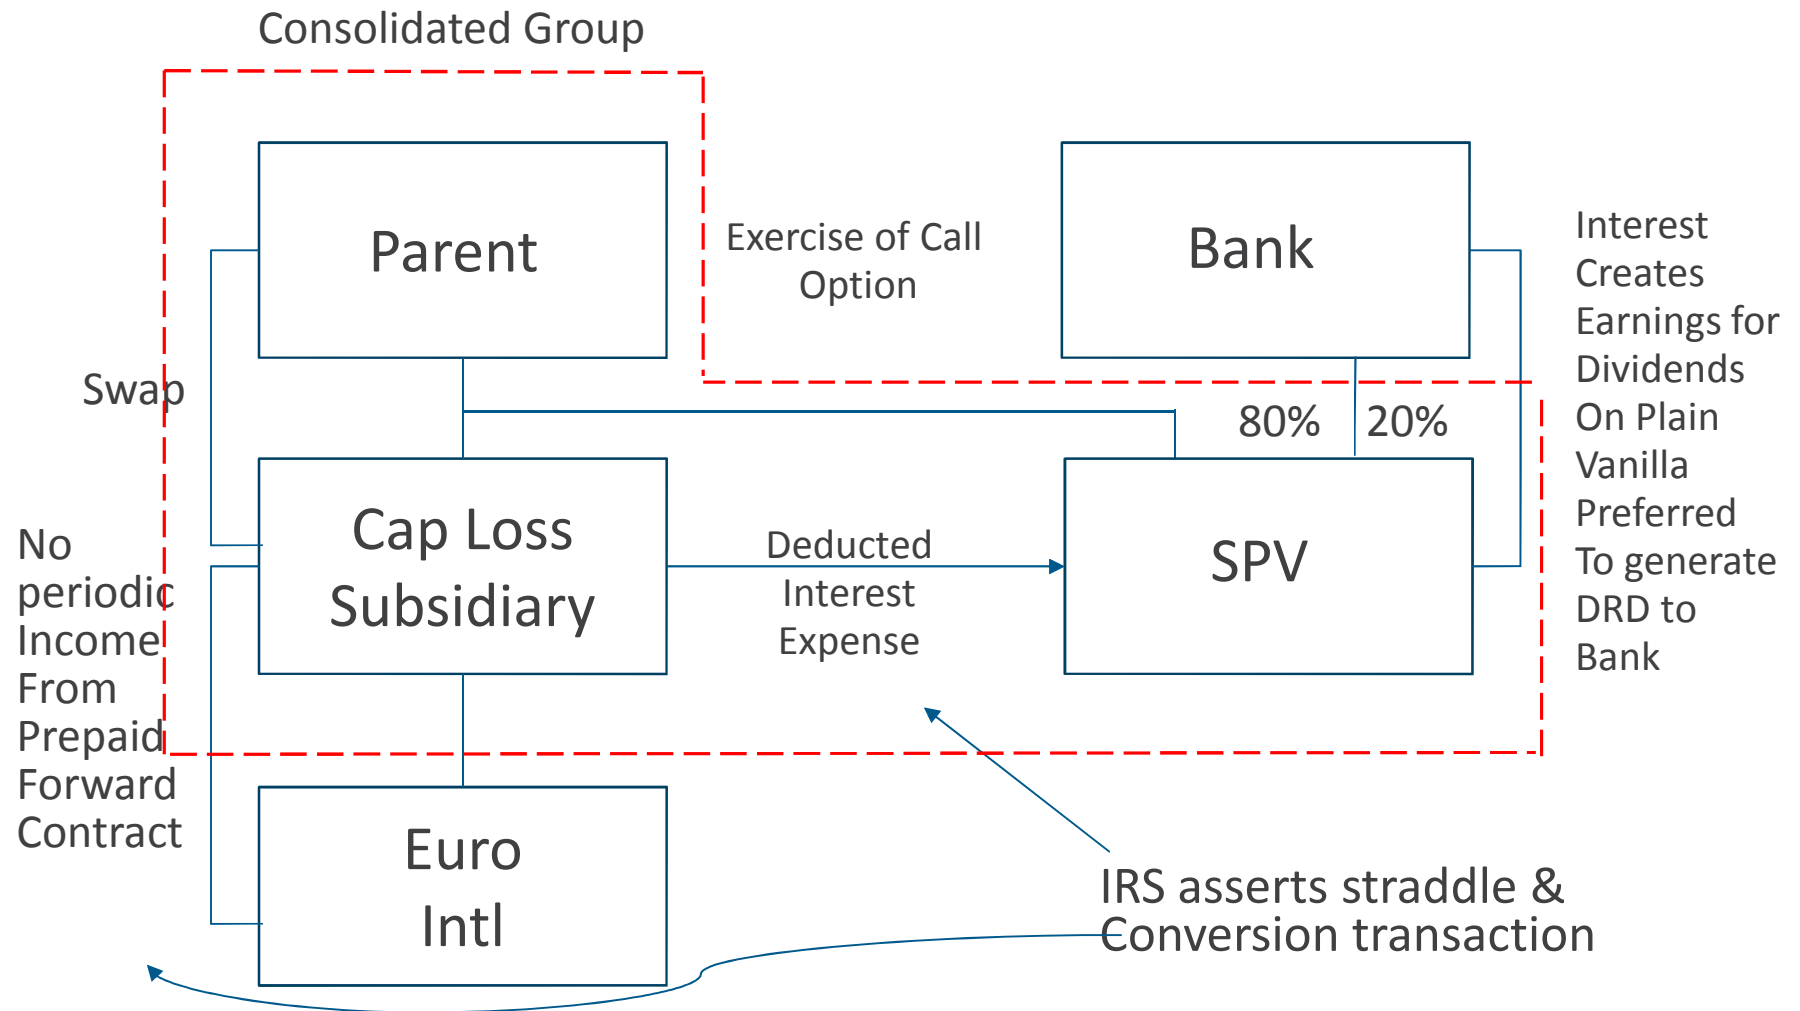 Consolidated Group
Parent
Exercise of Call
Option
Bank
Interest
Creates
Earnings for
Dividends
On Plain
Vanilla
Preferred
To generate
DRD to
Bank
Swap
80%
20%
No
periodic
Income
From
Prepaid
Forward
Contract
Cap Loss
Subsidiary
Deducted
Interest
Expense
SPV
Euro
Intl
IRS asserts straddle &
Conversion transaction